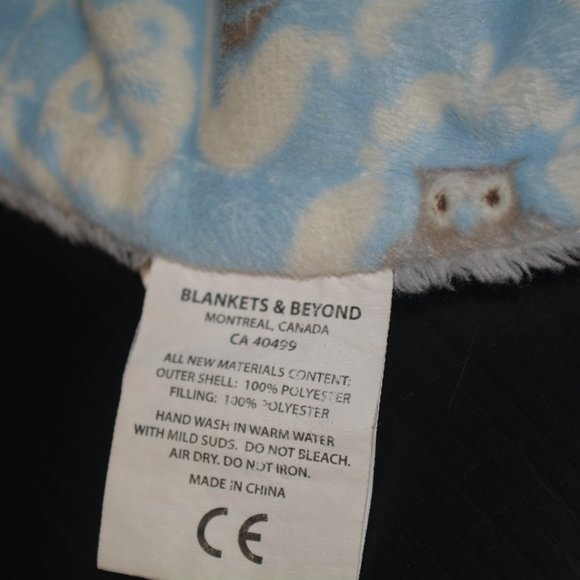 BLANKETS & BEYOND
MONTREAL, CANADA
CA 40499
ALL NEW MATERIALS CONTENT:
OUTER SHELL: 100% POLYESTER
FILLING: 100% POLYESTER
HAND WASH IN WARM WATER
WITH MILD SUDS. DO NOT BLEACH.
AIR DRY. DO NOT IRON.
MADE IN CHINA
CE